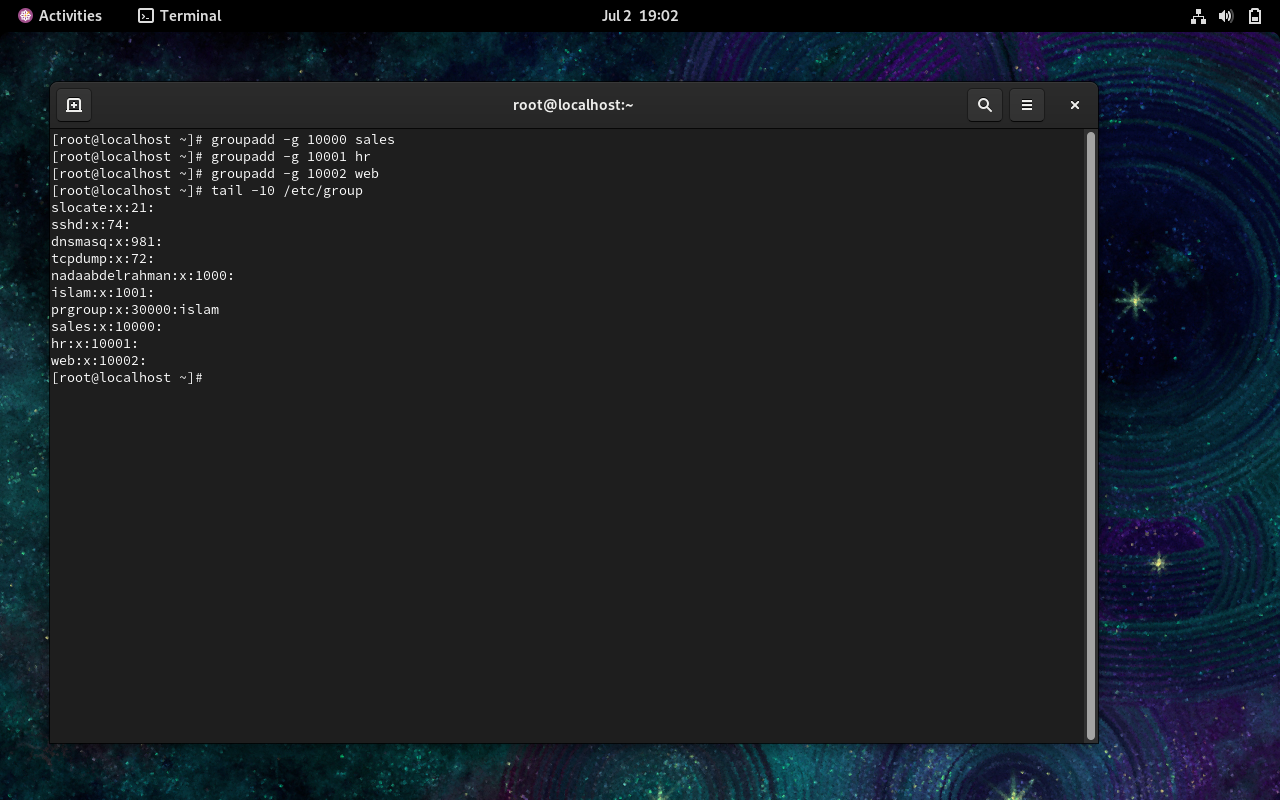 Activities
Terminal
Jul 2 19:02
root@localhost:~
[root@localhost ~]# groupadd -g 10000 sales
[root@localhost ~]# groupadd -g 10001 hr
[root@localhost ~]# groupadd -g 10002 web
[root@localhost ~]# tail -10 /etc/group
slocate:x:21:
sshd:x:74:
dnsmasq:x:981:
tcpdump:x:72:
nadaabdelrahman:x:1000:
islam:x:1001:
prgroup:x:30000:islam
sales:x:10000:
hr:x:10001:
web:x:10002:
[root@localhost ~]#